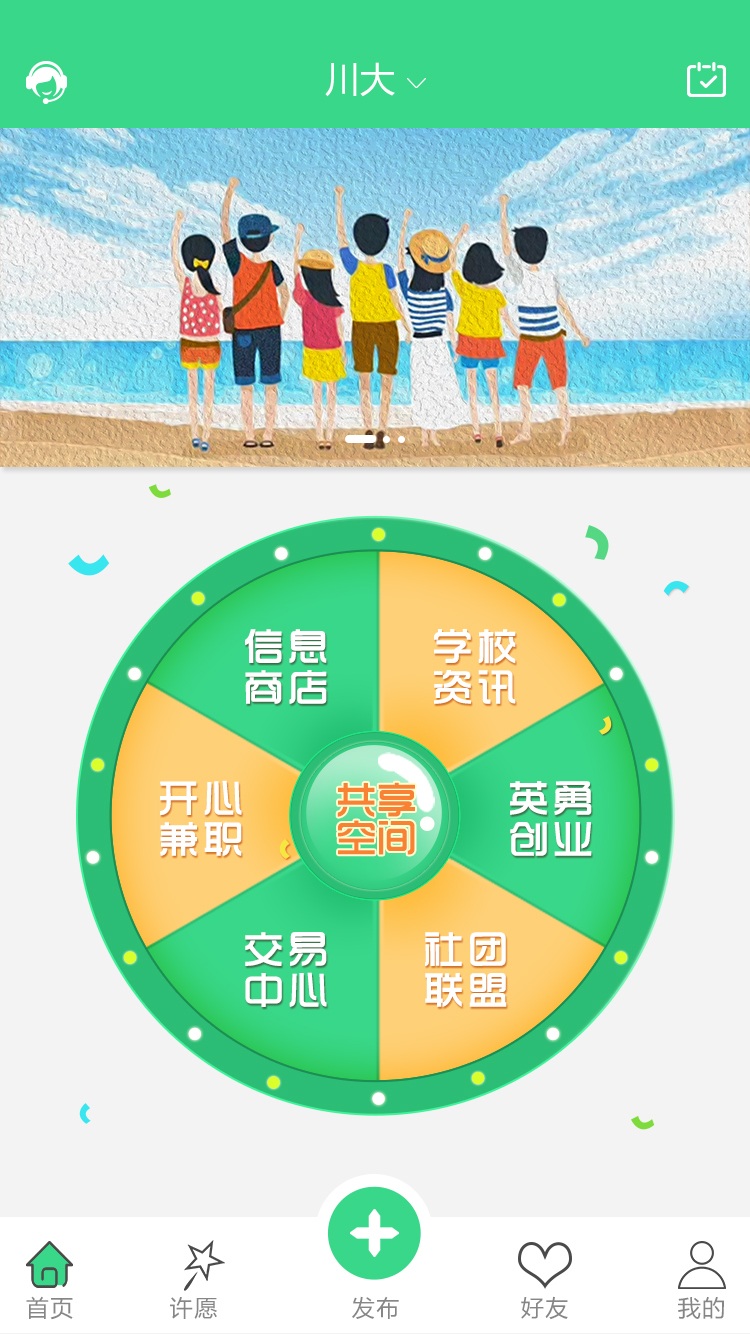 川大
信息
商店
学校
资讯
开心
兼职
共享
空间
英勇
创业
交易
中心
社团
联盟
首页
许愿
发布
好友
我的